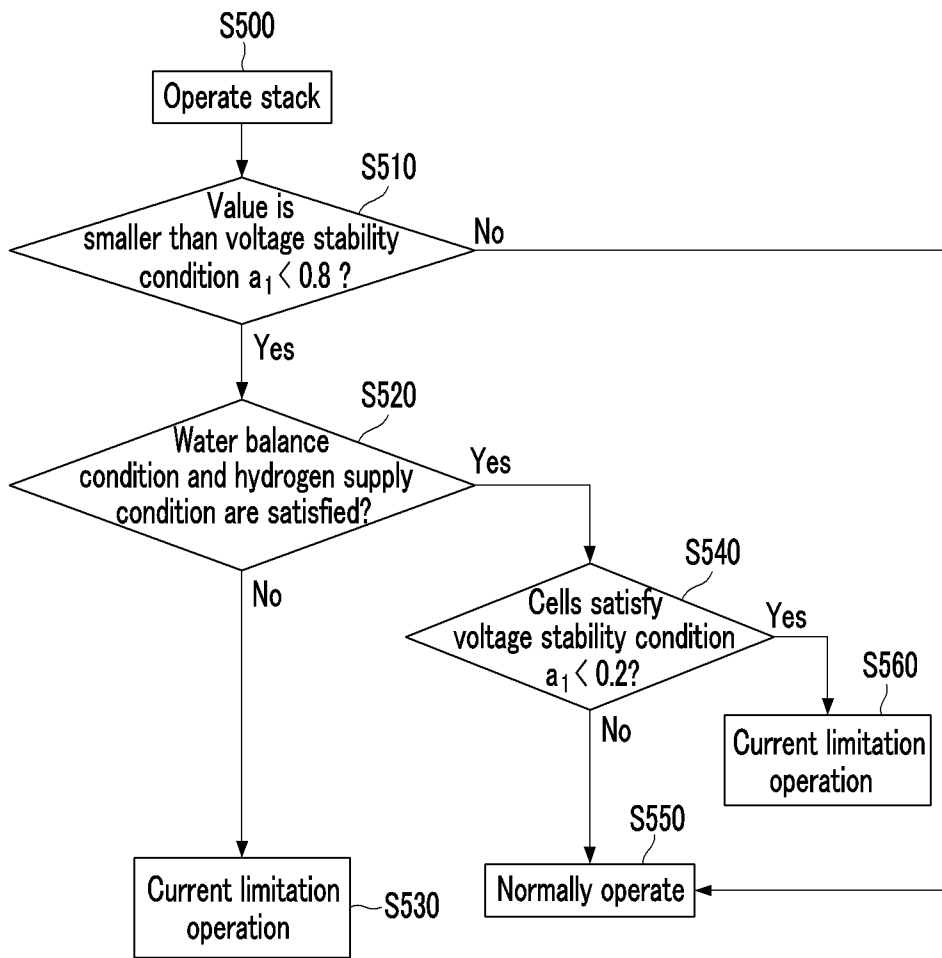 S500
Operate stack
S510
Value is
smaller than voltage stability
condition a₁ < 0.8 ?
No
Yes
S520
Water balance
condition and hydrogen supply
condition are satisfied?
Yes
No
S540
Cells satisfy
voltage stability condition
a₁ < 0.2?
Yes
No
S560
Current limitation
operation
S550
Normally operate
Current limitation
operation
S530